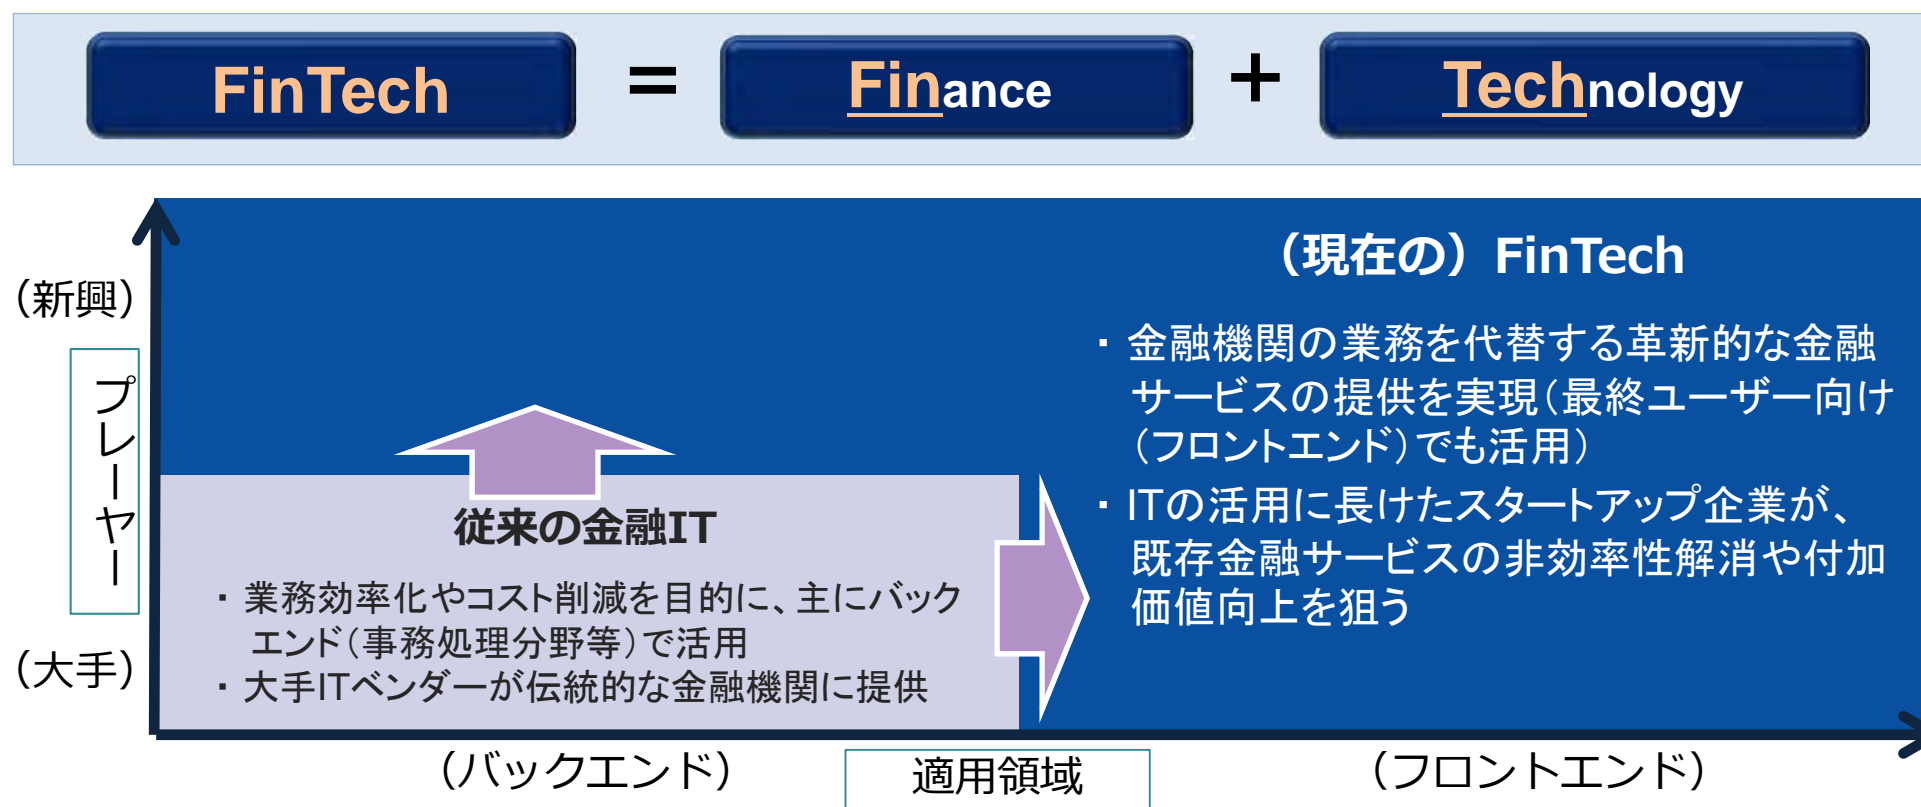 FinTech = Finance + Technology
(現在の) FinTech
(新興)
・金融機関の業務を代替する革新的な金融
サービスの提供を実現(最終ユーザー向け
(フロントエンド)でも活用)
・ITの活用に長けたスタートアップ企業が、
既存金融サービスの非効率性解消や付加
価値向上を狙う
プレーヤー
従来の金融IT
・業務効率化やコスト削減を目的に、主にバック
エンド(事務処理分野等)で活用
・大手ITベンダーが伝統的な金融機関に提供
(大手)
(バックエンド)
適用領域
(フロントエンド)